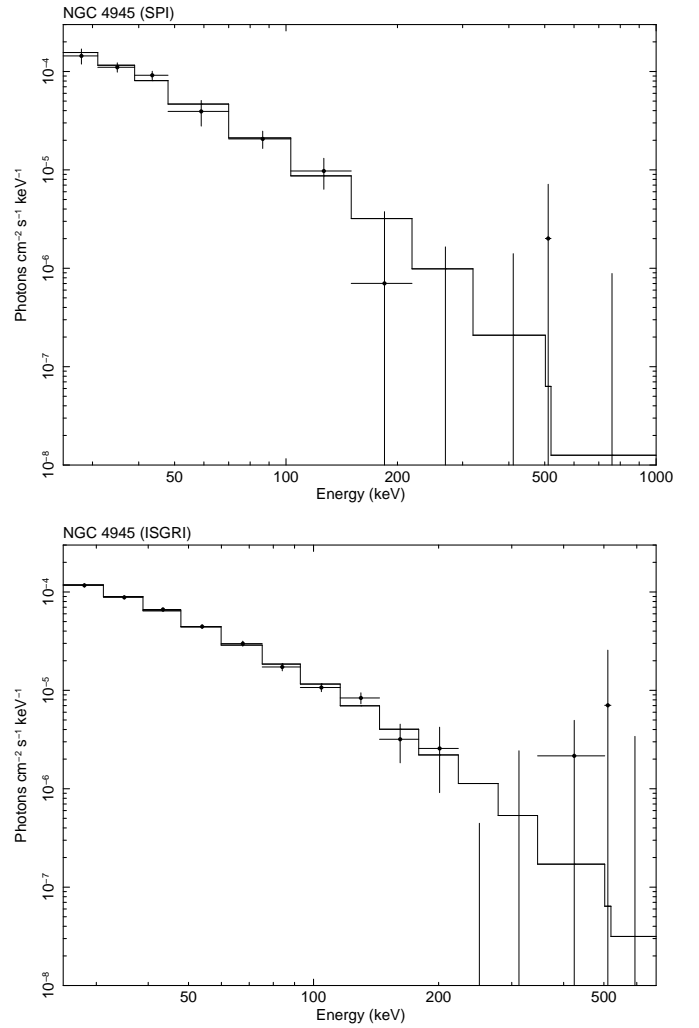 NGC 4945 (SPI)
Photons cm⁻² s⁻¹ keV⁻¹
10⁻⁴
10⁻⁵
10⁻⁶
10⁻⁷
10⁻⁸
50 100 200 500 1000
Energy (keV)
NGC 4945 (ISGRI)
Photons cm⁻² s⁻¹ keV⁻¹
10⁻⁴
10⁻⁵
10⁻⁶
10⁻⁷
10⁻⁸
50 100 200 500
Energy (keV)